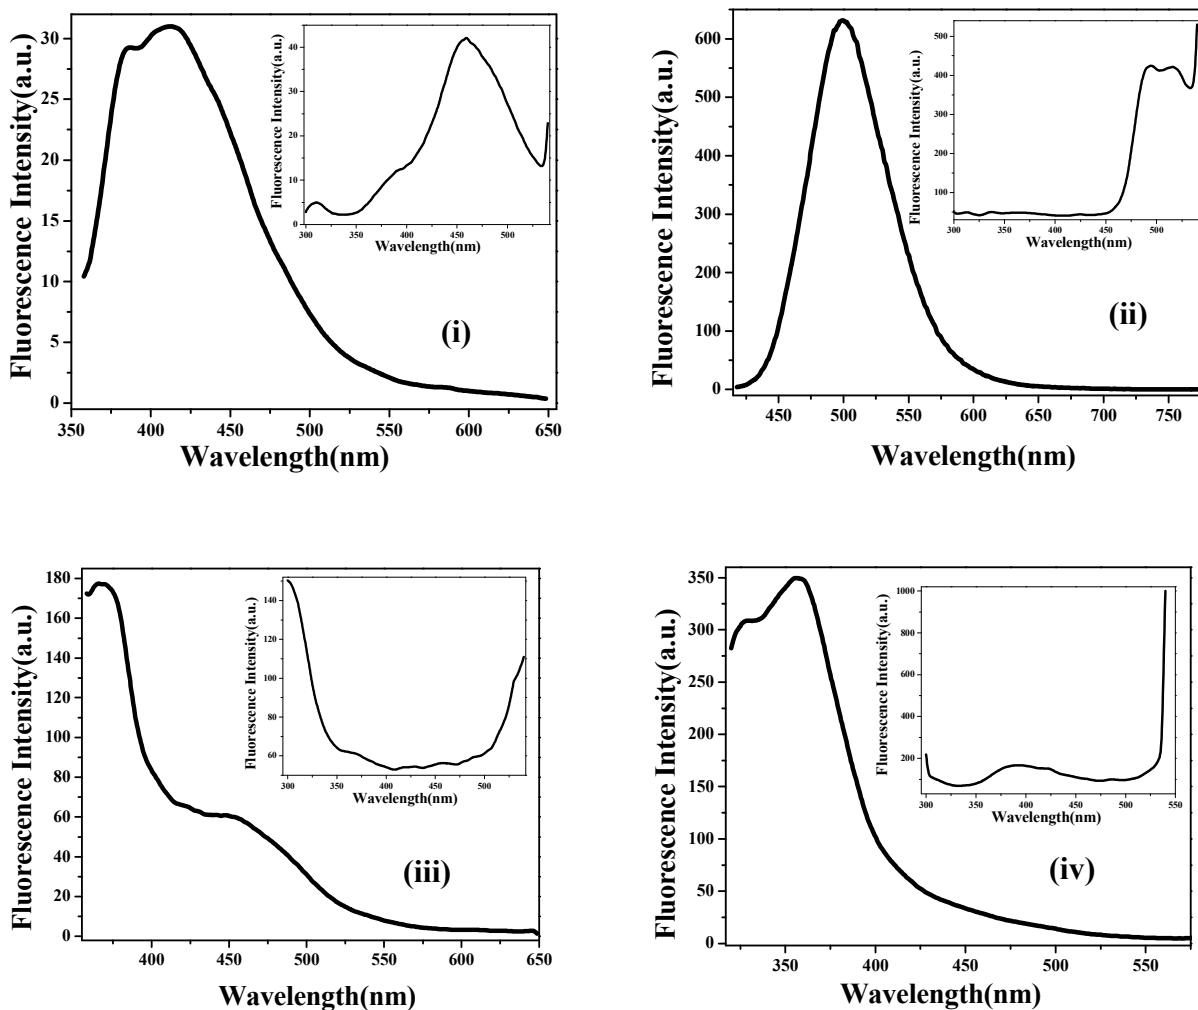 Fluorescence Intensity(a.u.)
30
25
20
15
10
5
0
350 400 450 500 550 600 650
Wavelength(nm)
(i)
Fluorescence Intensity(a.u.)
40
30
20
10
0
300 350 400 450 500
Wavelength(nm)
Fluorescence Intensity(a.u.)
600
500
400
300
200
100
0
450 500 550 600 650 700 750
Wavelength(nm)
(ii)
Fluorescence Intensity(a.u.)
500
400
300
200
100
300 350 400 450 500
Wavelength(nm)
Fluorescence Intensity(a.u.)
180
160
140
120
100
80
60
40
20
0
400 450 500 550 600 650
Wavelength(nm)
(iii)
Fluorescence Intensity(a.u.)
140
120
100
80
60
300 350 400 450 500
Wavelength(nm)
Fluorescence Intensity(a.u.)
350
300
250
200
150
100
50
0
350 400 450 500 550
Wavelength(nm)
(iv)
Fluorescence Intensity(a.u.)
1000
800
600
400
200
300 350 400 450 500 550
Wavelength(nm)